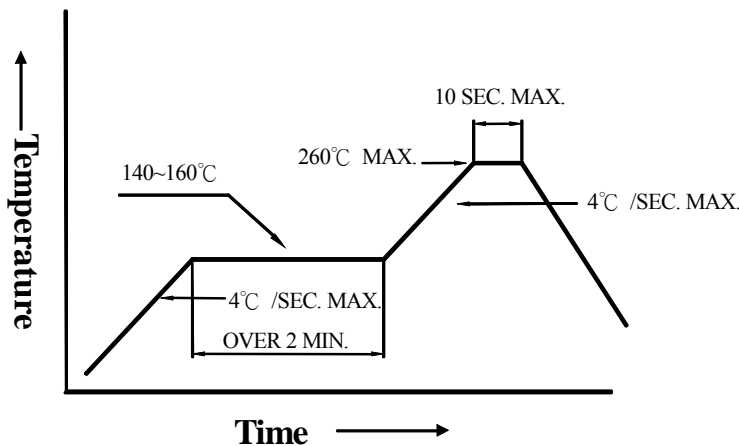 10 SEC. MAX.
260℃ MAX.
140~160℃
4℃ /SEC. MAX.
4℃ /SEC. MAX.
OVER 2 MIN.
Temperature
Time